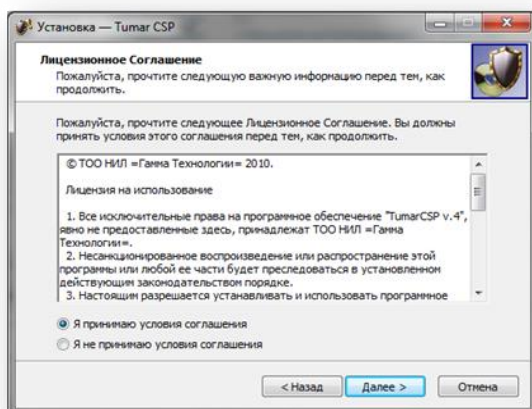 Установка — Tumar CSP
Лицензионное Соглашение
Пожалуйста, прочтите следующую важную информацию перед тем, как
продолжить.
Пожалуйста, прочтите следующее Лицензионное Соглашение. Вы должны
принять условия этого соглашения перед тем, как продолжить.
© ТОО НИЛ =Гамма Технологии= 2010.
Лицензия на использование
1. Все исключительные права на программное обеспечение "TumarCSP v.4",
явно не предоставленные здесь, принадлежат ТОО НИЛ =Гамма
Технологии=.
2. Несанкционированное воспроизведение или распространие этой
программы или любой ее части будет преследоваться в установленном
действующим законодательством порядке.
3. Настоящим разрешается устанавливать и использовать программное
Я принимаю условия соглашения
Я не принимаю условия соглашения
< Назад
Далее >
Отмена